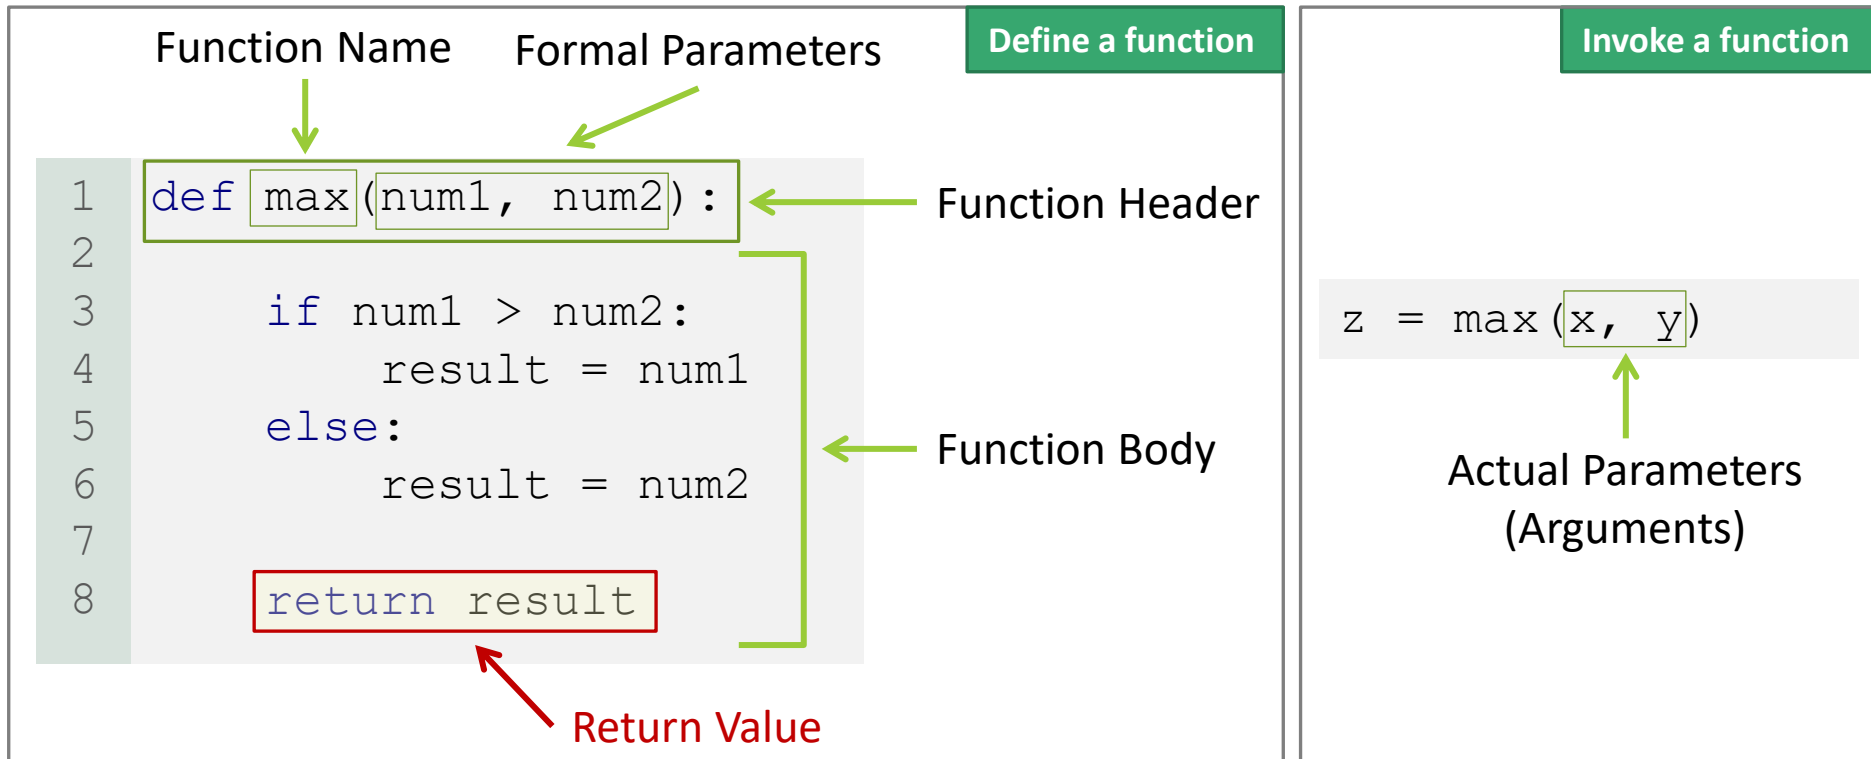 Define a function
Function Name
Formal Parameters
1 def max(num1, num2):
2
3 if num1 > num2:
4 result = num1
5 else:
6 result = num2
7
8 return result
Function Header
Function Body
Return Value
Invoke a function
z = max(x, y)
Actual Parameters
(Arguments)